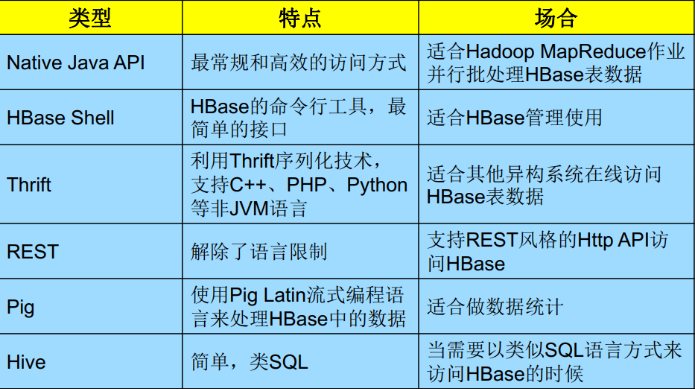 类型 特点 场合
Native Java API 最常规和高效的访问方式 适合Hadoop MapReduce作业
并行批处理HBase表数据
HBase Shell HBase的命令行工具，最
简单的接口 适合HBase管理使用
Thrift 利用Thrift序列化技术，
支持C++、PHP、Python
等非JVM语言 适合其他异构系统在线访问
HBase表数据
REST 解除了语言限制 支持REST风格的Http API访
问HBase
Pig 使用Pig Latin流式编程语
言来处理HBase中的数据 适合做数据统计
Hive 简单，类SQL 当需要以类似SQL语言方式来
访问HBase的时候